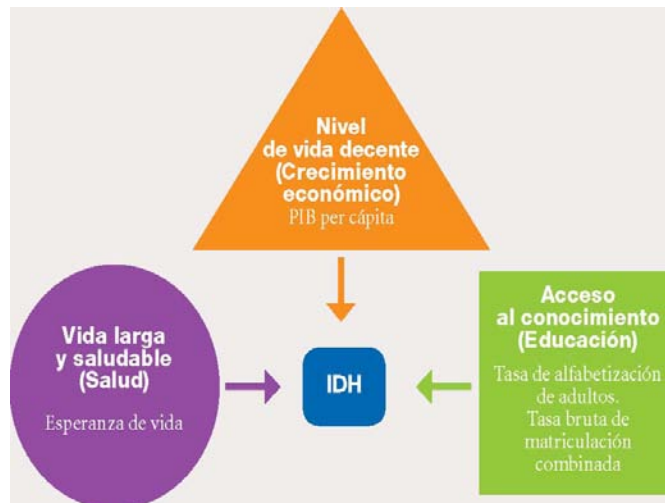 Nivel
de vida decente
(Crecimiento
económico)
PIB per cápita
Vida larga
y saludable
(Salud)
Esperanza de vida
IDH
Acceso
al conocimiento
(Educación)
Tasa de alfabetización
de adultos.
Tasa bruta de
matriculación
combinada